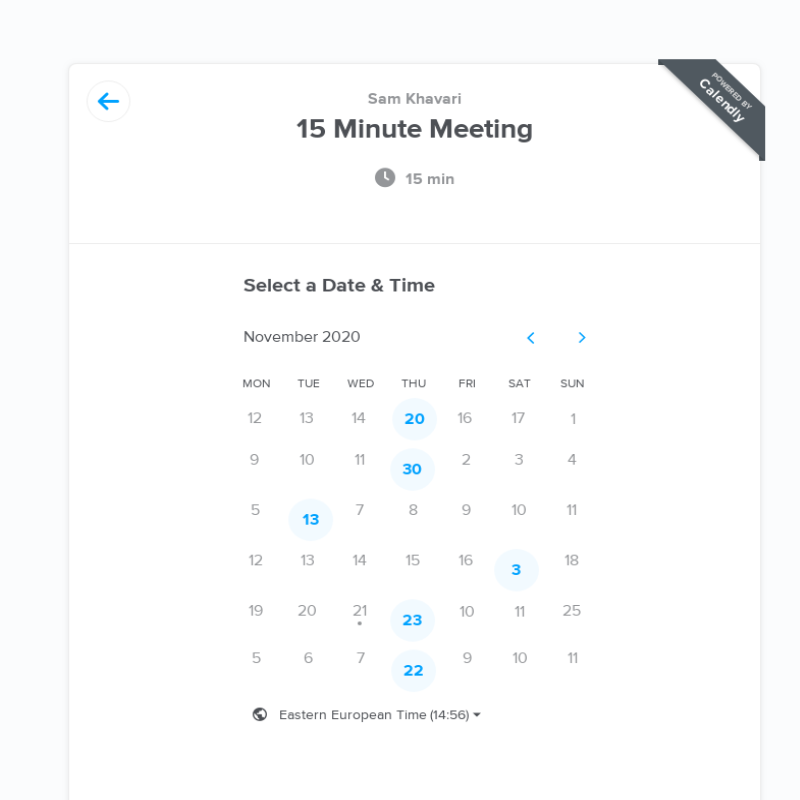 POWERED BY
Calendly
Sam Khavari
15 Minute Meeting
15 min
Select a Date & Time
November 2020
MON TUE WED THU FRI SAT SUN
12 13 14 20 16 17 1
9 10 11 30 2 3 4
5 13 7 8 9 10 11
12 13 14 15 16 3 18
19 20 21 23 10 11 25
5 6 7 22 9 10 11
Eastern European Time (14:56)